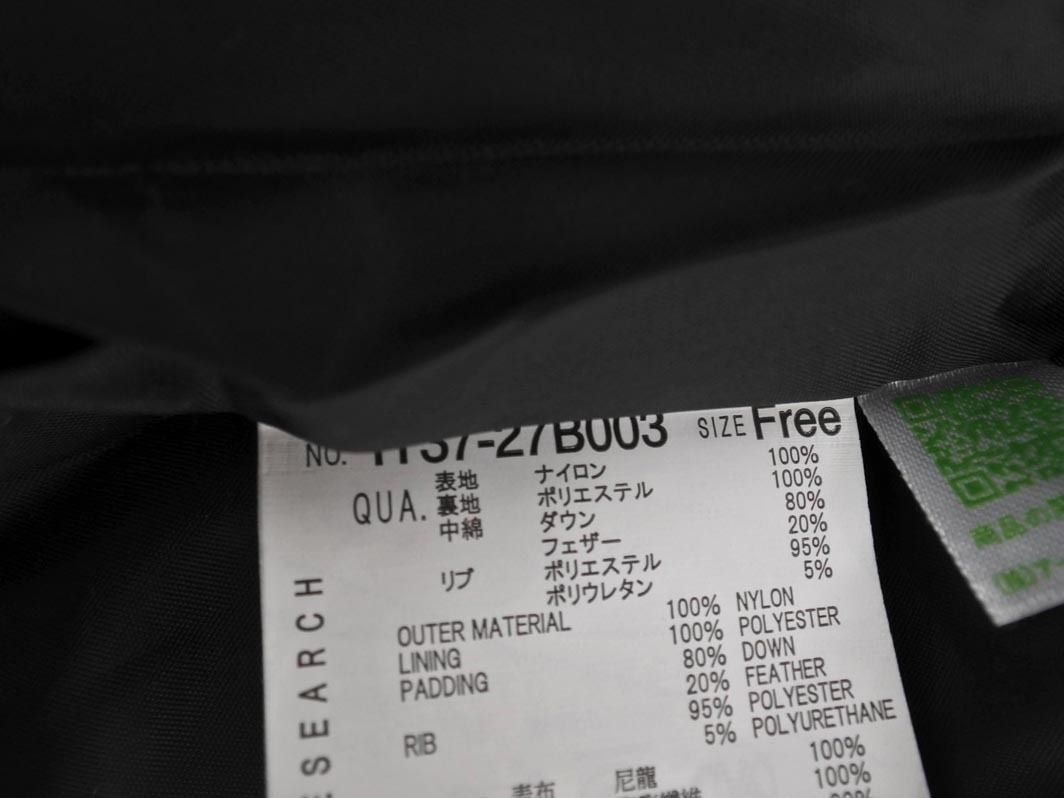 NO. 37-27B003 SIZE Free
QUA. 表地 ナイロン 100%
裏地 ポリエステル 100%
中綿 ダウン 80%
フェザー 20%
リブ ポリエステル 95%
ポリウレタン 5%
OUTER MATERIAL 100% NYLON
LINING 100% POLYESTER
PADDING 80% DOWN
20% FEATHER
RIB 95% POLYESTER
5% POLYURETHANE
表布 尼龍 100%
100%
SEARCH